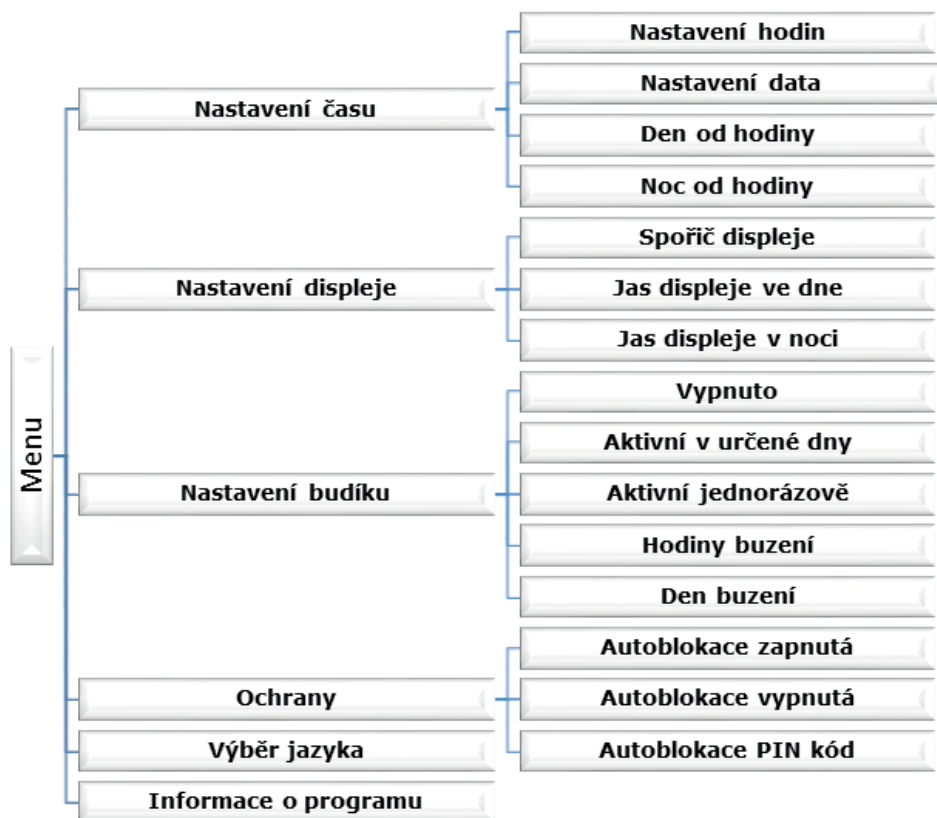 Menu
Nastavení času
Nastavení hodin
Nastavení data
Den od hodiny
Noc od hodiny
Nastavení displeje
Spořič displeje
Jas displeje ve dne
Jas displeje v noci
Nastavení budíku
Vypnuto
Aktivní v určené dny
Aktivní jednorázově
Hodiny buzení
Den buzení
Ochrany
Autoblokace zapnutá
Autoblokace vypnutá
Autoblokace PIN kód
Výběr jazyka
Informace o programu